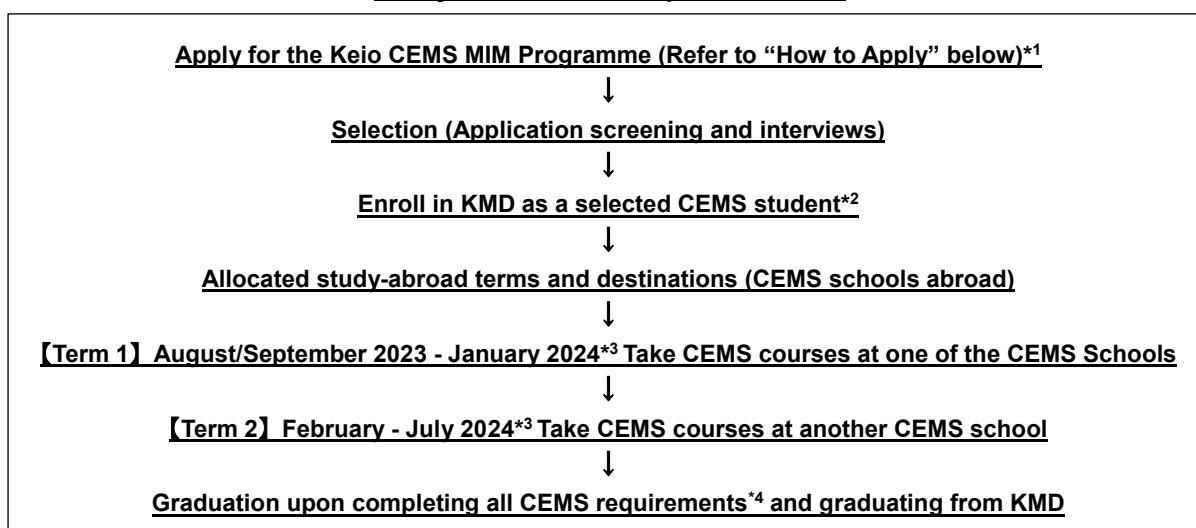 Apply for the Keio CEMS MIM Programme (Refer to “How to Apply” below)*1
↓
Selection (Application screening and interviews)
↓
Enroll in KMD as a selected CEMS student*2
↓
Allocated study-abroad terms and destinations (CEMS schools abroad)
↓
【Term 1】 August/September 2023 - January 2024*3 Take CEMS courses at one of the CEMS Schools
↓
【Term 2】 February - July 2024*3 Take CEMS courses at another CEMS school
↓
Graduation upon completing all CEMS requirements*4 and graduating from KMD